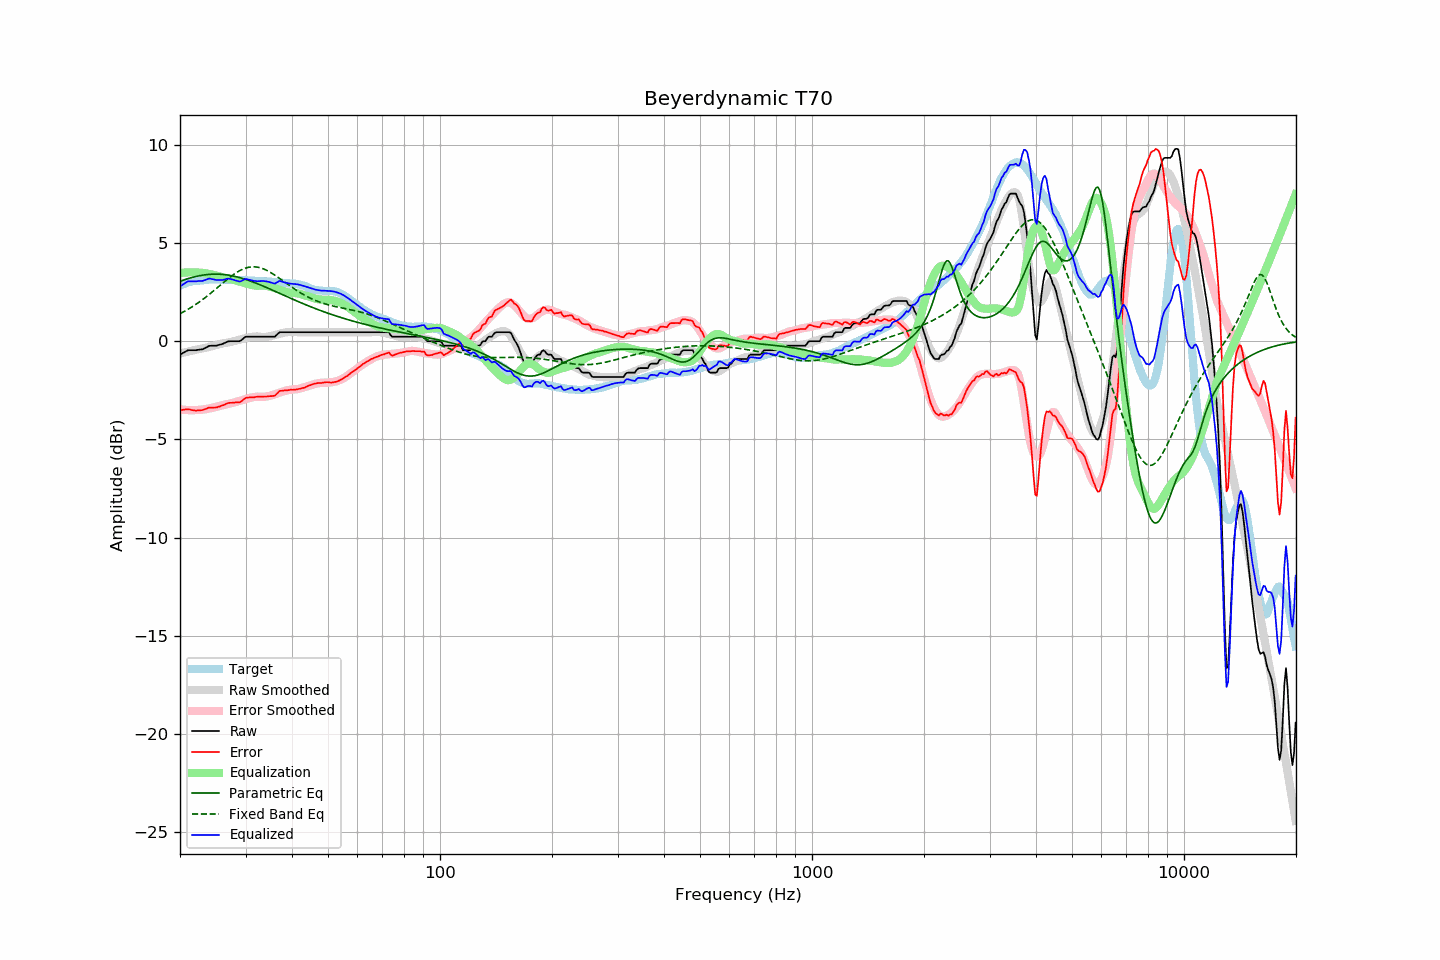 Beyerdynamic T70
10
5
0
−5
−10
−15
−20
−25
Amplitude (dBr)
100
1000
10000
Frequency (Hz)
Target
Raw Smoothed
Error Smoothed
Raw
Error
Equalization
Parametric Eq
Fixed Band Eq
Equalized